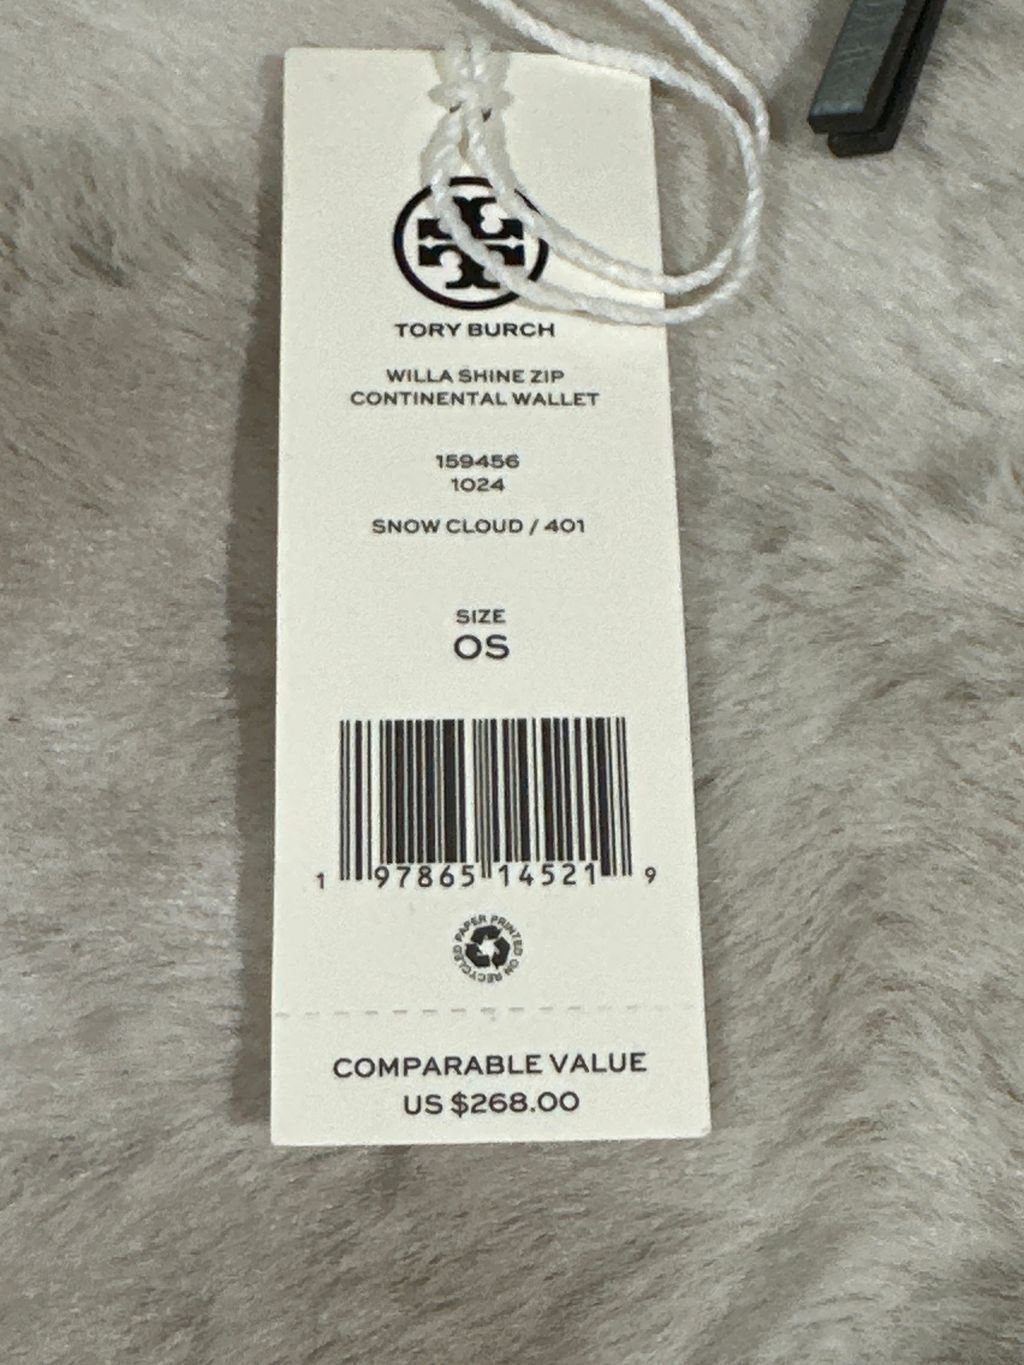 TORY BURCH
WILLA SHINE ZIP
CONTINENTAL WALLET
159456
1024
SNOW CLOUD / 401
SIZE
OS
1 97865 14521 9
PAPER PRINTED ON RECYCLED
COMPARABLE VALUE
US $268.00